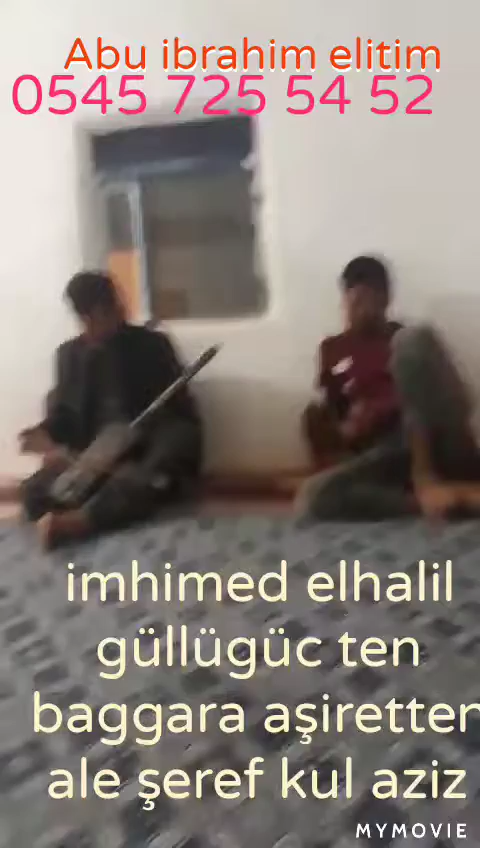 Abu ibrahim elitim
0545 725 54 52
imhimed elhalil
güllügüc ten
baggara aşiretten
ale şeref kul aziz
MYMOVIE